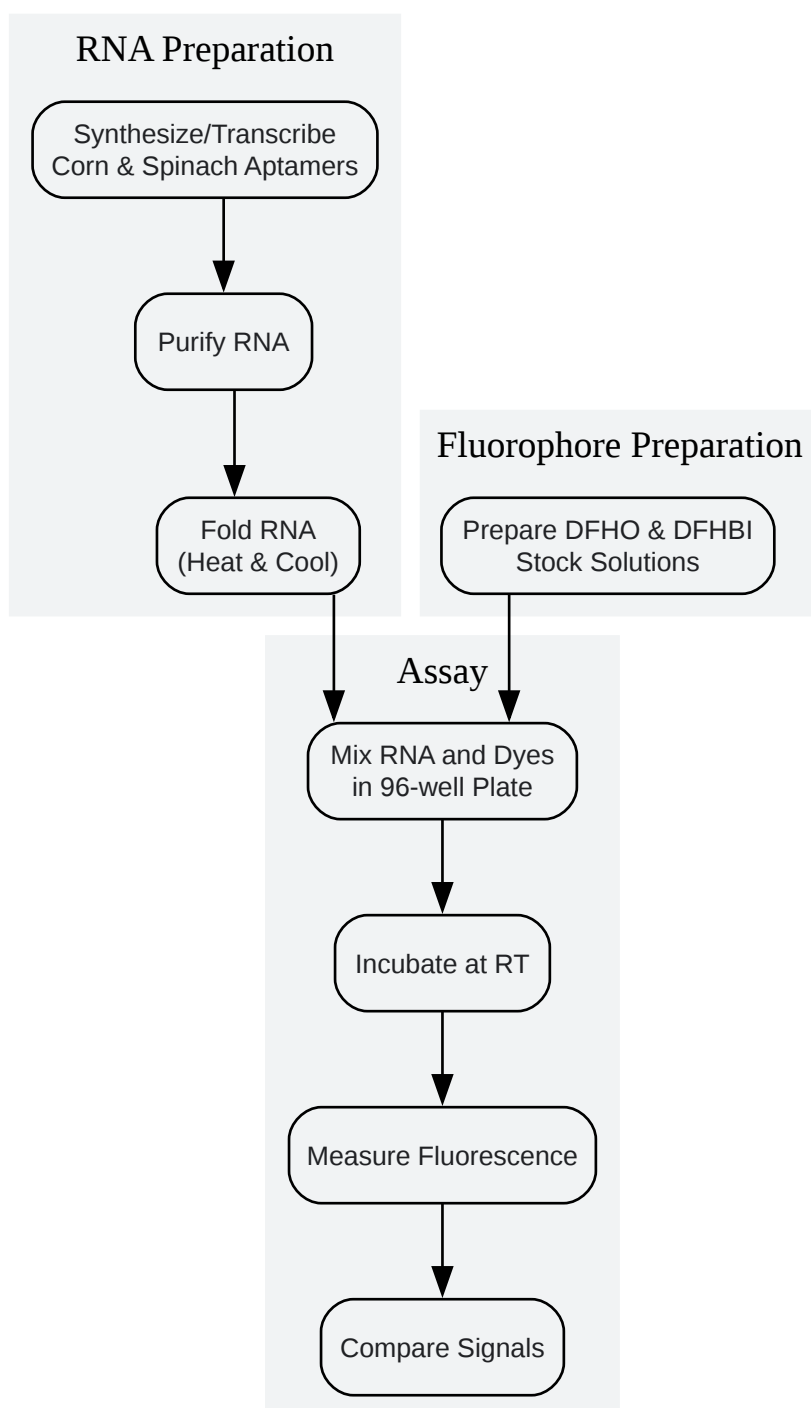 RNA Preparation
Synthesize/Transcribe
Corn & Spinach Aptamers
Purify RNA
Fold RNA
(Heat & Cool)
Fluorophore Preparation
Prepare DFHO & DFHBI
Stock Solutions
Assay
Mix RNA and Dyes
in 96-well Plate
Incubate at RT
Measure Fluorescence
Compare Signals